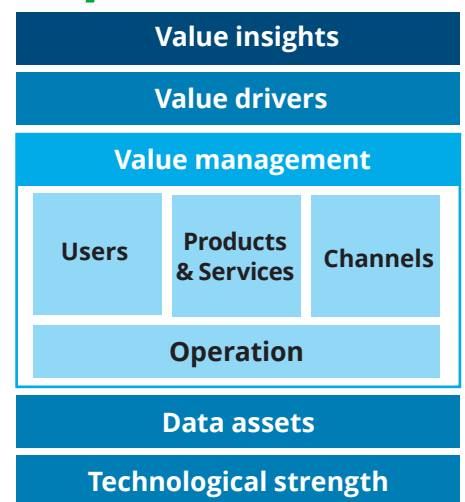 Value insights
Value drivers
Value management
Users
Products
& Services
Channels
Operation
Data assets
Technological strength